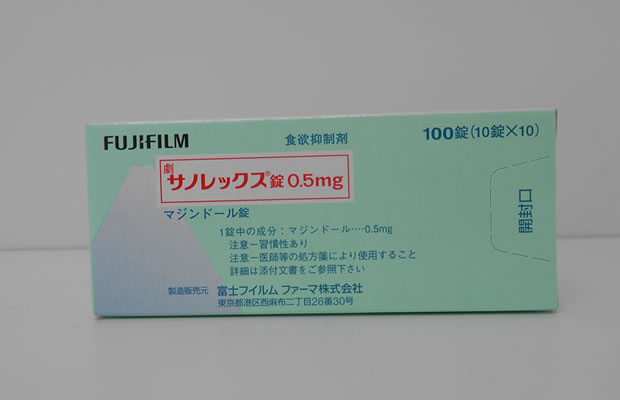 FUJIFILM
食欲抑制剤
100錠(10錠×10)
劇
サノレックス®錠0.5mg
マジンドール錠
1錠中の成分:マジンドール‥‥0.5mg
注意−習慣性あり
注意−医師等の処方箋により使用すること
詳細は添付文書をご参照下さい
製造販売元 富士フイルム ファーマ株式会社
東京都港区西麻布二丁目26番30号
開封口